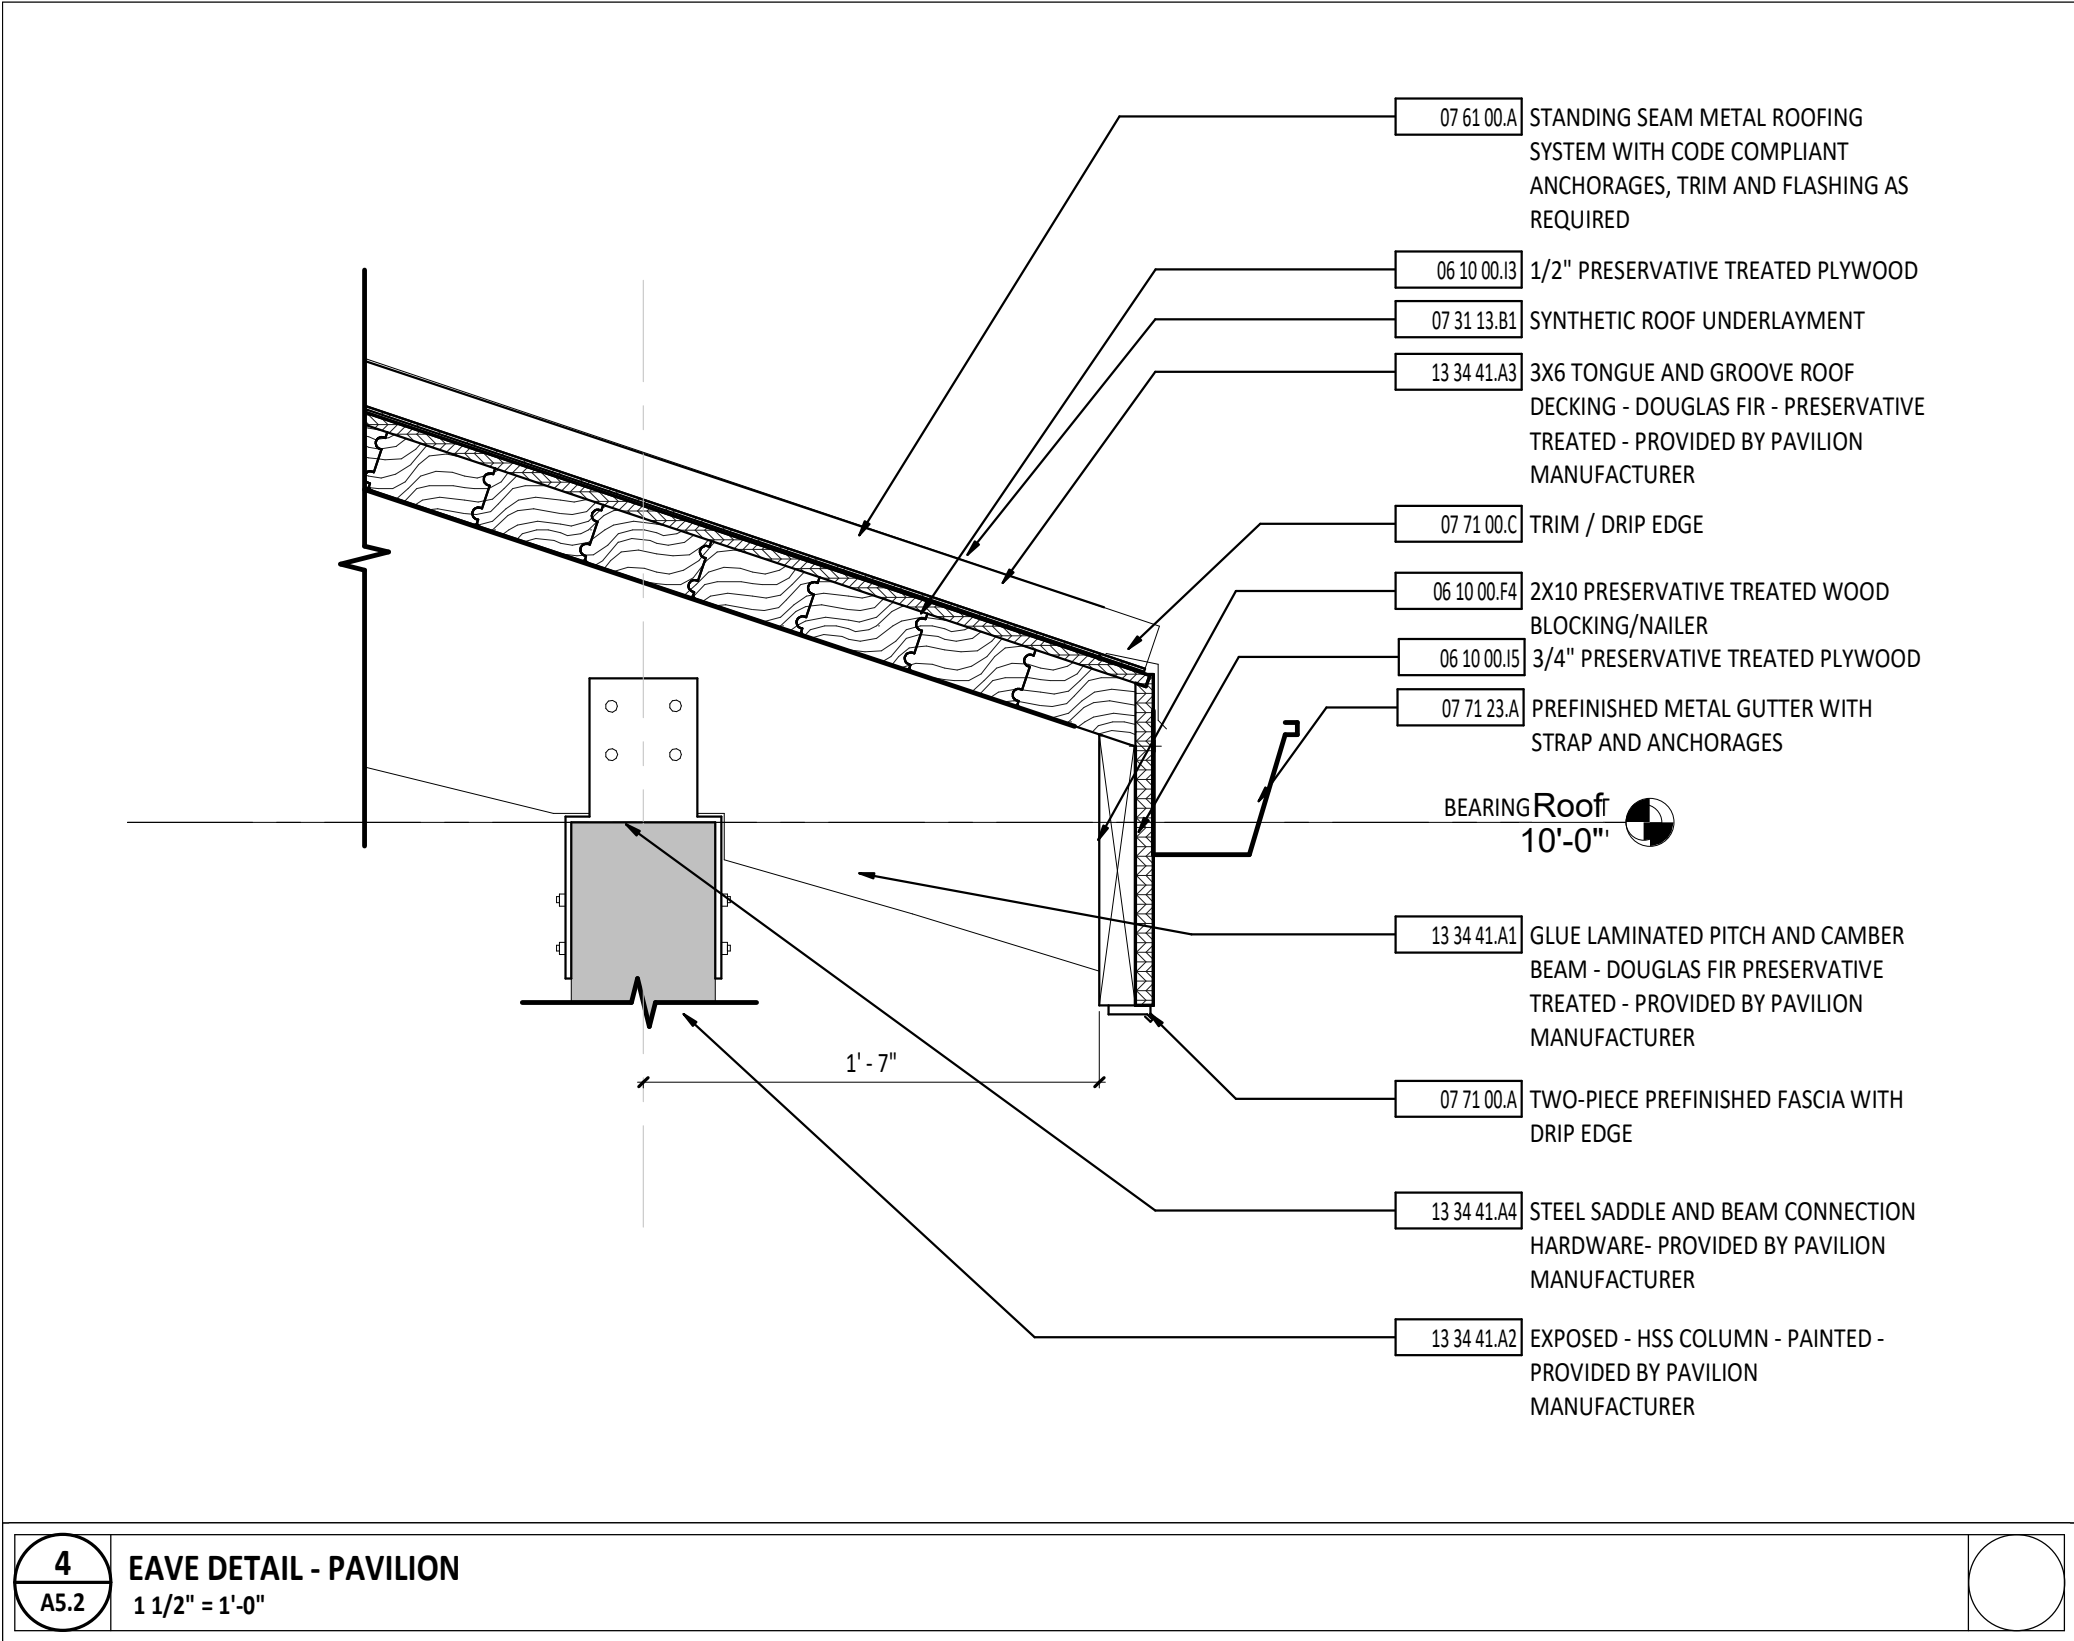 07 61 00.A STANDING SEAM METAL ROOFING
SYSTEM WITH CODE COMPLIANT
ANCHORAGES, TRIM AND FLASHING AS
REQUIRED
06 10 00.I3 1/2" PRESERVATIVE TREATED PLYWOOD
07 31 13.B1 SYNTHETIC ROOF UNDERLAYMENT
13 34 41.A3 3X6 TONGUE AND GROOVE ROOF
DECKING - DOUGLAS FIR - PRESERVATIVE
TREATED - PROVIDED BY PAVILION
MANUFACTURER
07 71 00.C TRIM / DRIP EDGE
06 10 00.F4 2X10 PRESERVATIVE TREATED WOOD
BLOCKING/NAILER
06 10 00.I5 3/4" PRESERVATIVE TREATED PLYWOOD
07 71 23.A PREFINISHED METAL GUTTER WITH
STRAP AND ANCHORAGES
BEARING Roof
10'-0"
13 34 41.A1 GLUE LAMINATED PITCH AND CAMBER
BEAM - DOUGLAS FIR PRESERVATIVE
TREATED - PROVIDED BY PAVILION
MANUFACTURER
1' - 7"
07 71 00.A TWO-PIECE PREFINISHED FASCIA WITH
DRIP EDGE
13 34 41.A4 STEEL SADDLE AND BEAM CONNECTION
HARDWARE- PROVIDED BY PAVILION
MANUFACTURER
13 34 41.A2 EXPOSED - HSS COLUMN - PAINTED -
PROVIDED BY PAVILION
MANUFACTURER
4
A5.2
EAVE DETAIL - PAVILION
1 1/2" = 1'-0"